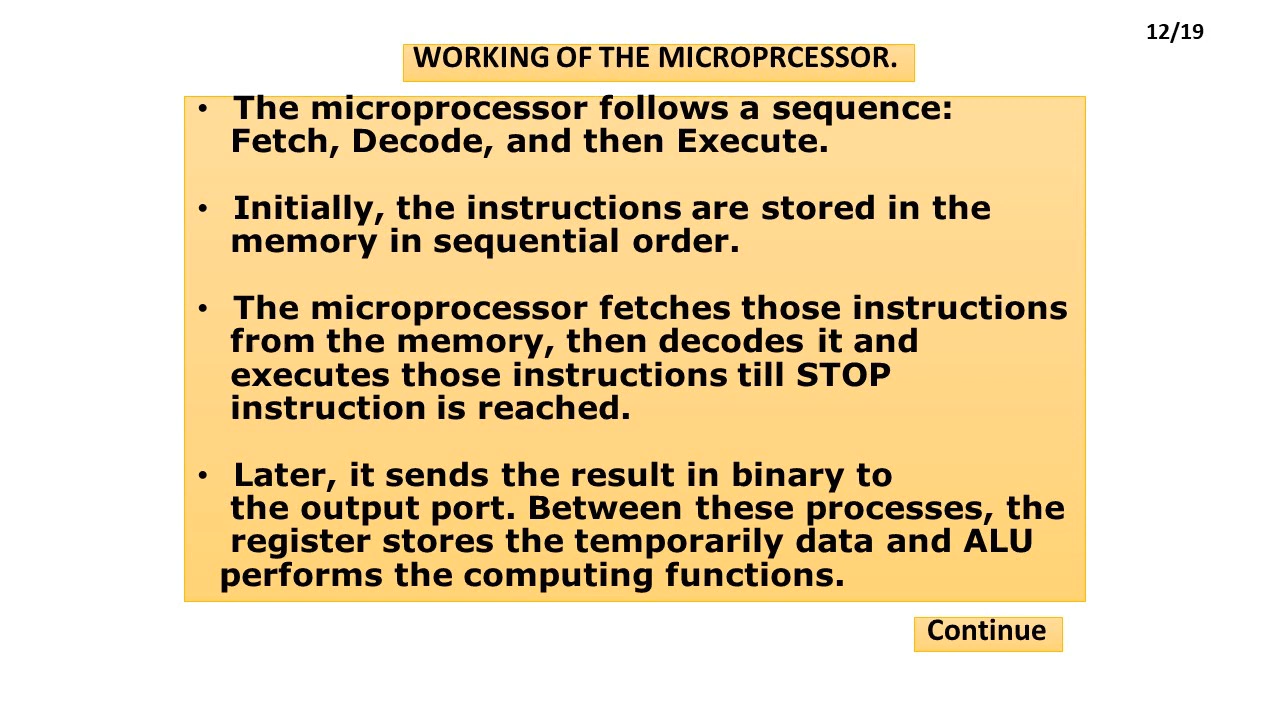 12/19
WORKING OF THE MICROPRCESSOR.
• The microprocessor follows a sequence:
Fetch, Decode, and then Execute.
• Initially, the instructions are stored in the
memory in sequential order.
• The microprocessor fetches those instructions
from the memory, then decodes it and
executes those instructions till STOP
instruction is reached.
• Later, it sends the result in binary to
the output port. Between these processes, the
register stores the temporarily data and ALU
performs the computing functions.
Continue